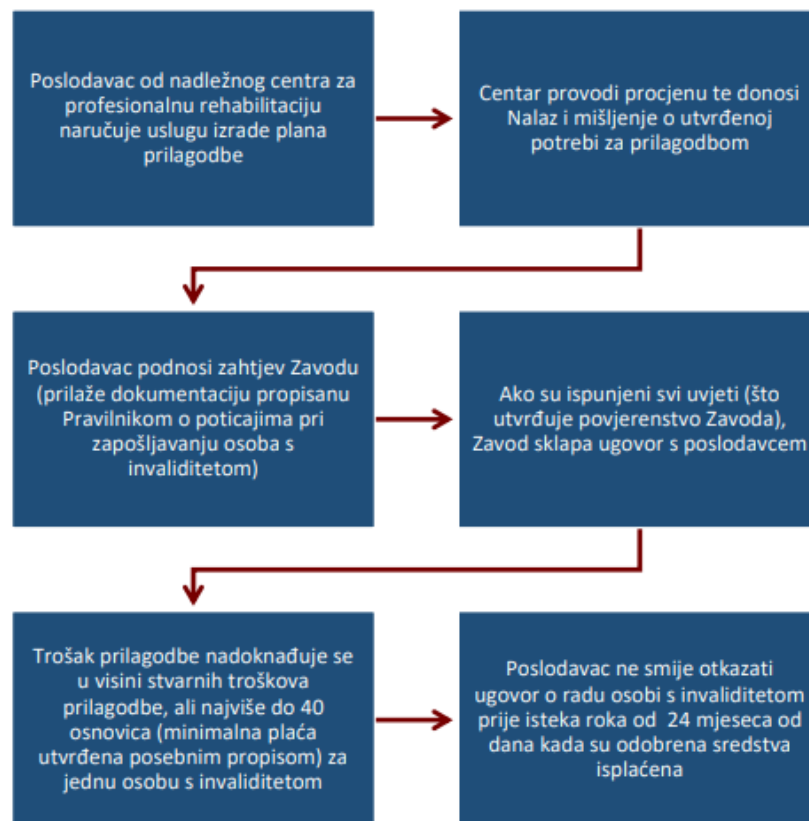 Poslodavac od nadležnog centra za
profesionalnu rehabilitaciju
naručuje uslugu izrade plana
prilagodbe
Centar provodi procjenu te donosi
Nalaz i mišljenje o utvrđenoj
potrebi za prilagodbom
Poslodavac podnosi zahtjev Zavodu
(prilaže dokumentaciju propisanu
Pravilnikom o poticajima pri
zapošljavanju osoba s
invaliditetom)
Ako su ispunjeni svi uvjeti (što
utvrđuje povjerenstvo Zavoda),
Zavod sklapa ugovor s poslodavcem
Trošak prilagodbe nadoknađuje se
u visini stvarnih troškova
prilagodbe, ali najviše do 40
osnovica (minimalna plaća
utvrđena posebnim propisom) za
jednu osobu s invaliditetom
Poslodavac ne smije otkazati
ugovor o radu osobi s invaliditetom
prije isteka roka od 24 mjeseca od
dana kada su odobrena sredstva
isplaćena